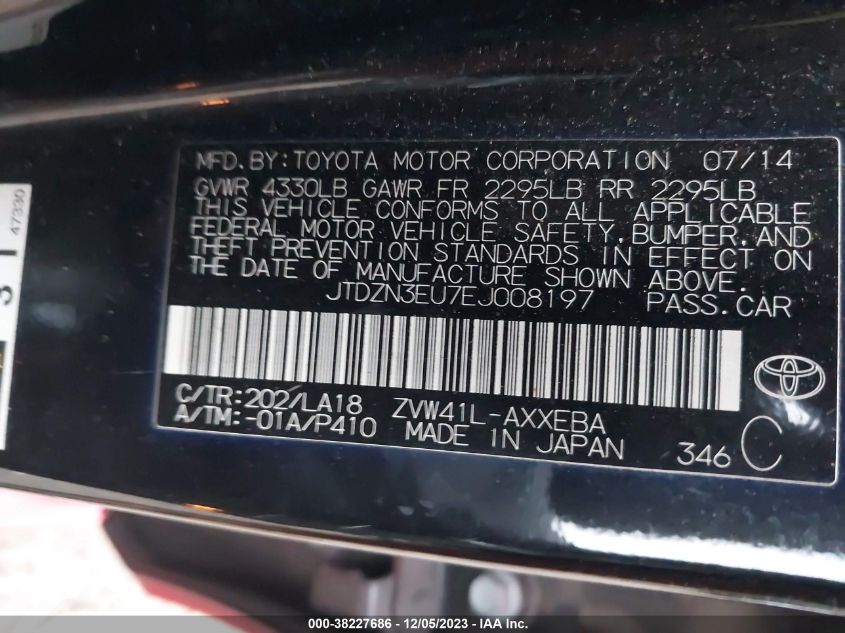 MFD.BY:TOYOTA MOTOR CORPORATION 07/14
GVWR 4330LB GAWR FR 2295LB RR 2295LB
THIS VEHICLE CONFORMS TO ALL APPLICABLE
FEDERAL MOTOR VEHICLE SAFETY,BUMPER,AND
THEFT PREVENTION STANDARDS IN EFFECT ON
THE DATE OF MANUFACTURE SHOWN ABOVE.
JTDZN3EU7EJ008197 PASS.CAR
C/TR:202/LA18 ZVW41L-AXXEBA
A/TM:-01A/P410 MADE IN JAPAN 346 C
47330
000-38227686 - 12/05/2023 - IAA Inc.